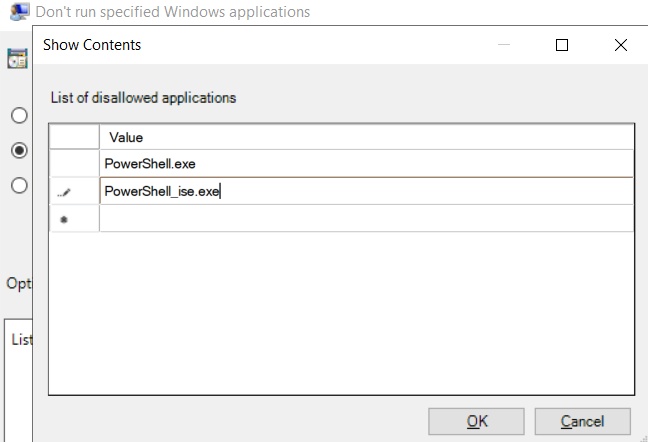 Don't run specified Windows applications
Show Contents
List of disallowed applications
Value
PowerShell.exe
PowerShell_ise.exe
Opt
List
OK
Cancel